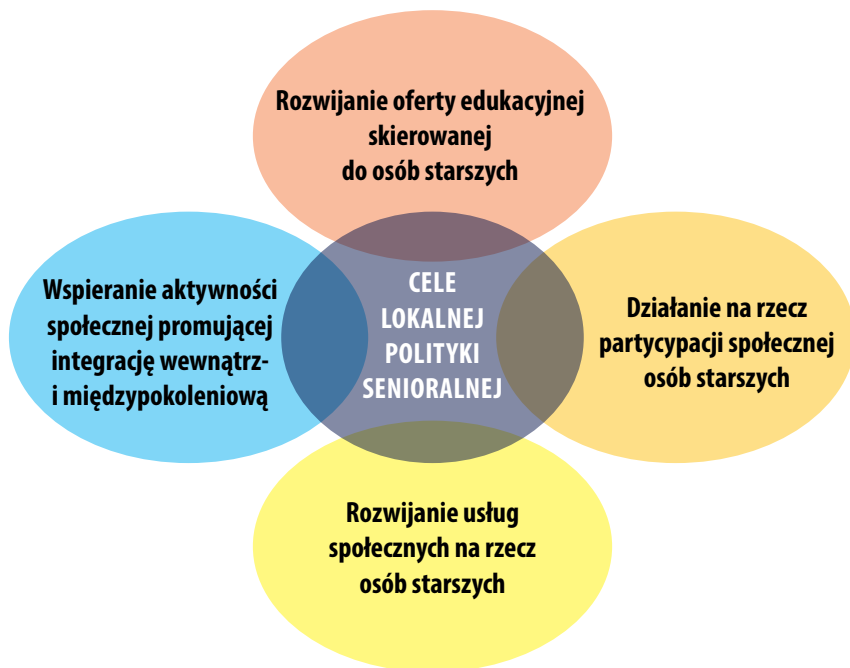 Rozwijanie oferty edukacyjnej
skierowanej
do osób starszych
Wspieranie aktywności
społecznej promującej
integrację wewnątrz-
i międzypokoleniową
CELE
LOKALNEJ
POLITYKI
SENIORALNEJ
Działanie na rzecz
partycypacji społecznej
osób starszych
Rozwijanie usług
społecznych na rzecz
osób starszych